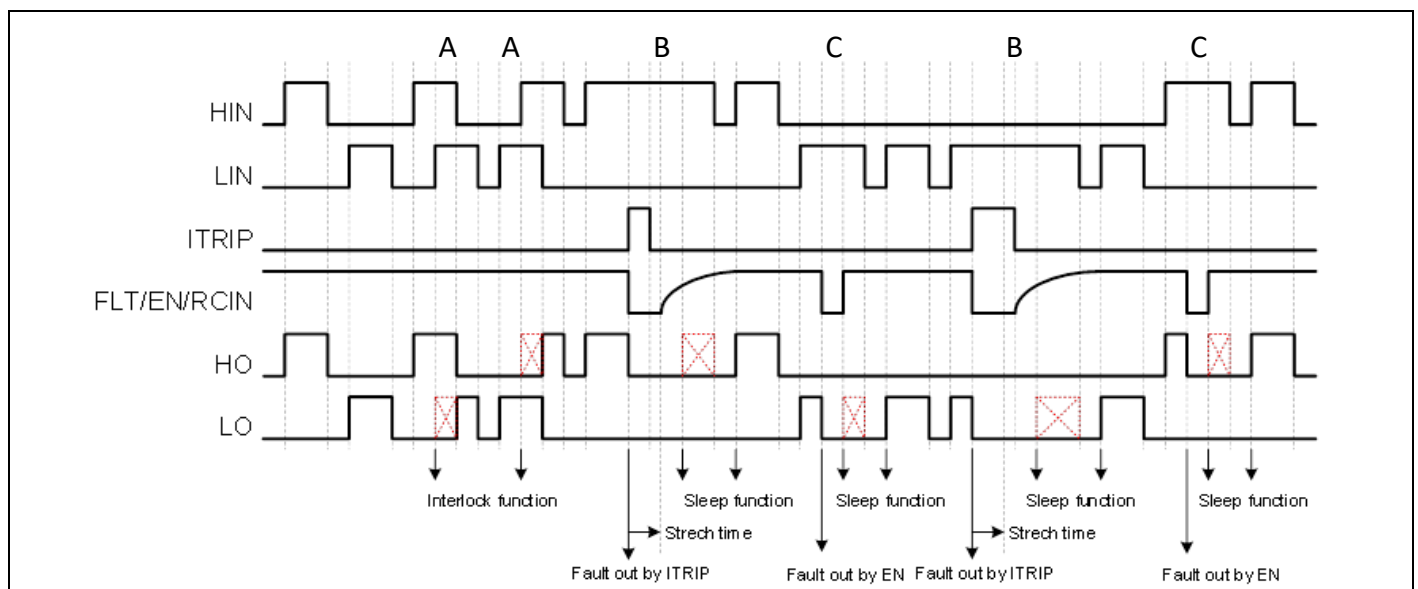 A A B C B C
HIN
LIN
ITRIP
FLT/EN/RCIN
HO
LO
Interlock function Sleep function Sleep function Sleep function Sleep function
Strech time Strech time
Fault out by ITRIP Fault out by EN Fault out by ITRIP Fault out by EN